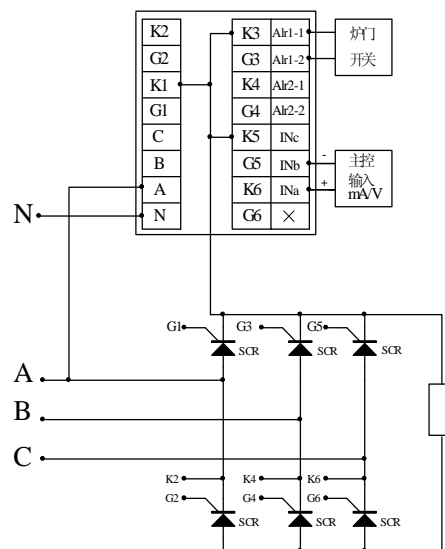 K2 K3 Alr1-1 炉门
G2 G3 Alr1-2 开关
K1 K4 Alr2-1
G1 G4 Alr2-2
C K5 INc
B G5 INb - 主控
A K6 INa + 输入
mA/V
N N G6 ×
G1 G3 G5
SCR SCR SCR
A
B
C
K2 K4 K6
G2 G4 G6
SCR SCR SCR